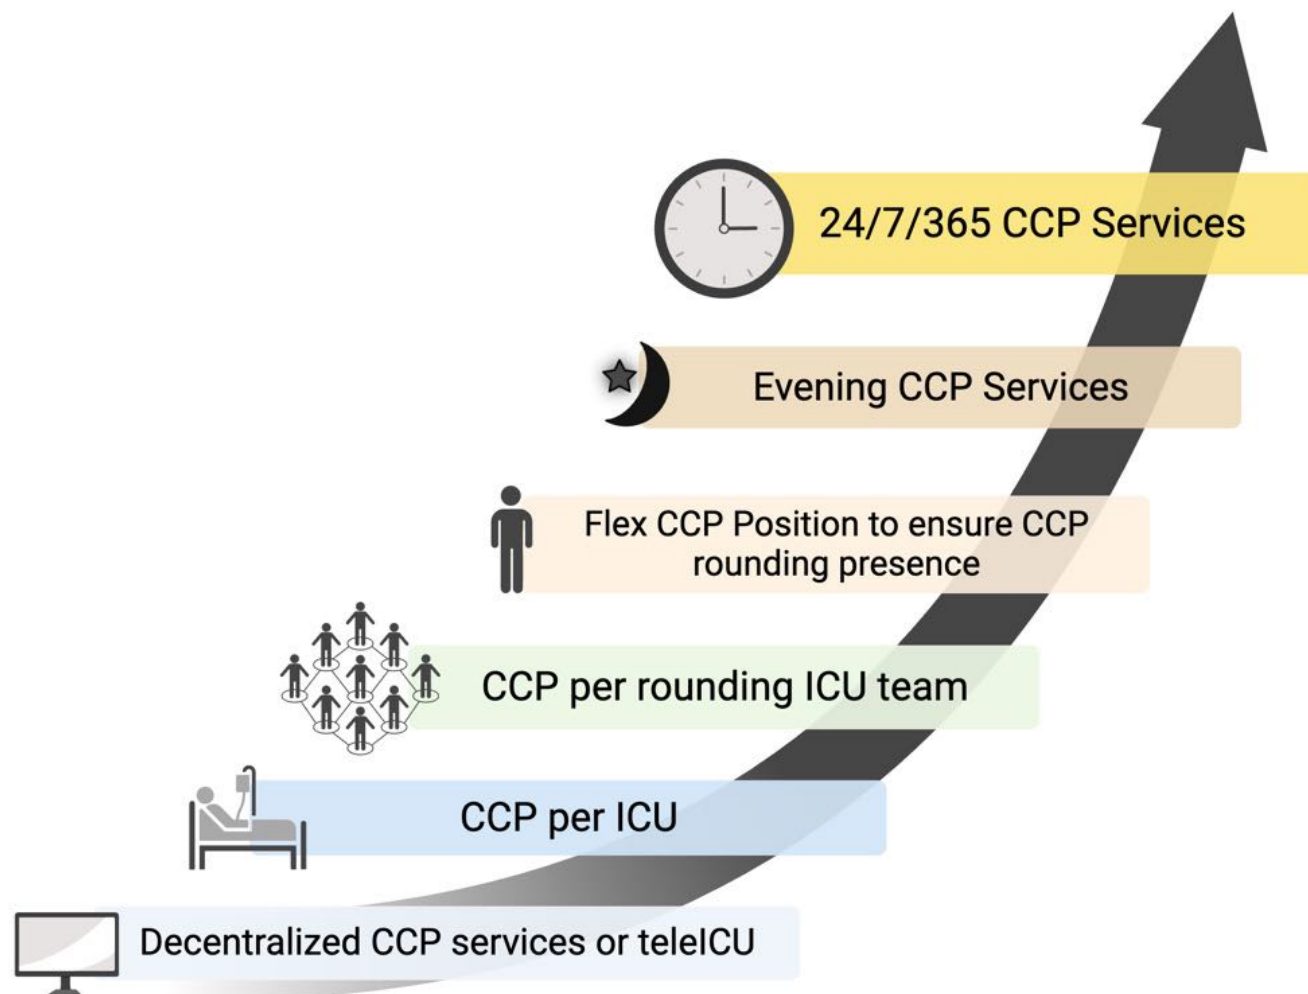 24/7/365 CCP Services
Evening CCP Services
Flex CCP Position to ensure CCP
rounding presence
CCP per rounding ICU team
CCP per ICU
Decentralized CCP services or teleICU